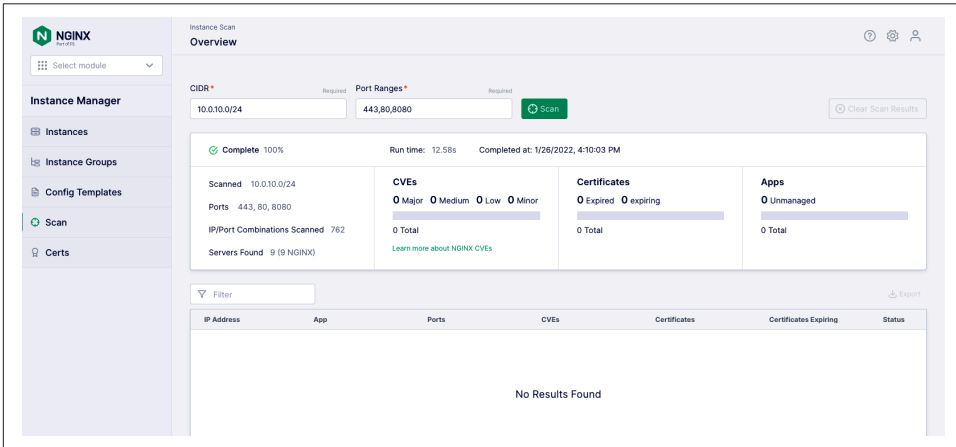 NGINX
Part of F5
Select module
Instance Manager
Instances
Instance Groups
Config Templates
Scan
Certs
Instance Scan
Overview
CIDR* Required Port Ranges* Required
10.0.10.0/24 443,80,8080 Scan Clear Scan Results
Complete 100% Run time: 12.58s Completed at: 1/26/2022, 4:10:03 PM
Scanned 10.0.10.0/24
Ports 443, 80, 8080
IP/Port Combinations Scanned 762
Servers Found 9 (9 NGINX)
CVEs
0 Major 0 Medium 0 Low 0 Minor
0 Total
Learn more about NGINX CVEs
Certificates
0 Expired 0 expiring
0 Total
Apps
0 Unmanaged
0 Total
Filter Export
IP Address App Ports CVEs Certificates Certificates Expiring Status
No Results Found